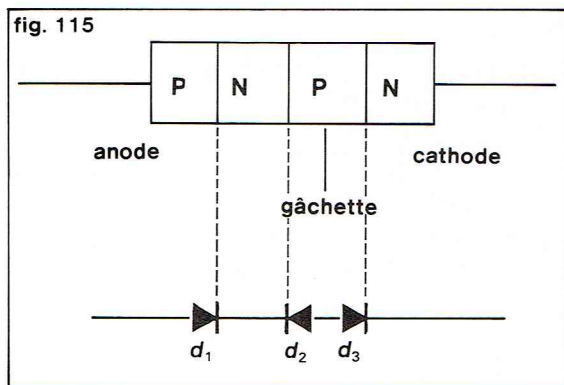 fig. 115
P N P N
anode
cathode
gâchette
d₁ d₂ d₃